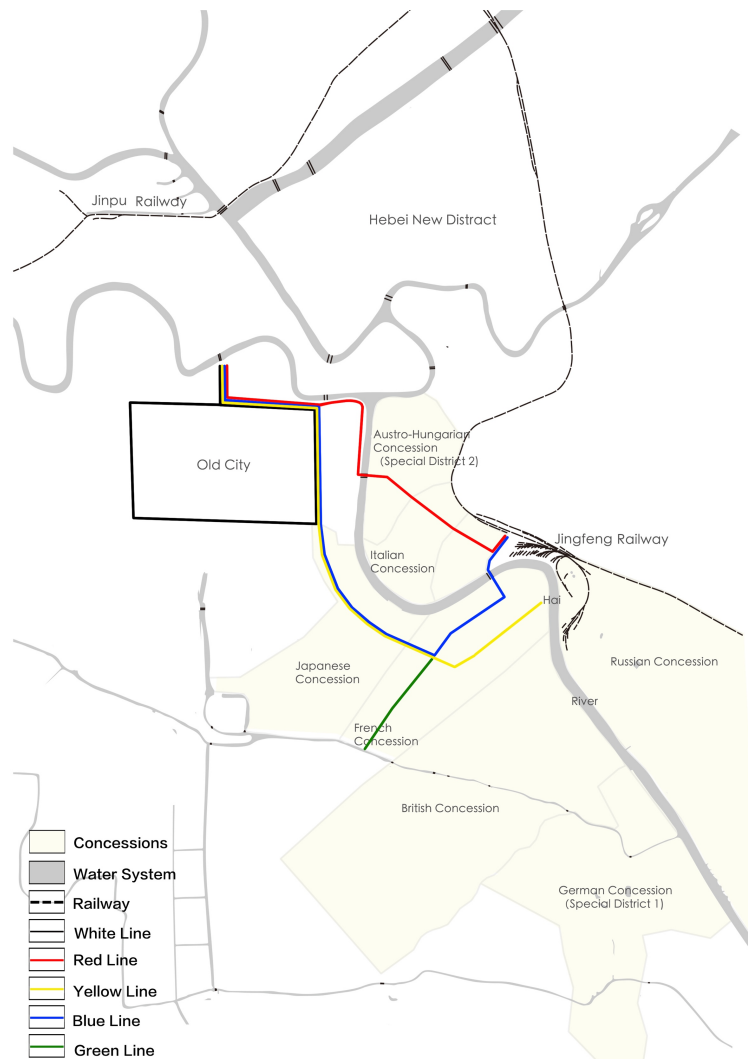 Jinpu Railway
Hebei New Distract
Austro-Hungarian
Concession
(Special District 2)
Old City
Jingfeng Railway
Italian
Concession
Hai
Japanese
Concession
Russian Concession
River
French
Concession
British Concession
German Concession
(Special District 1)
Concessions
Water System
Railway
White Line
Red Line
Yellow Line
Blue Line
Green Line